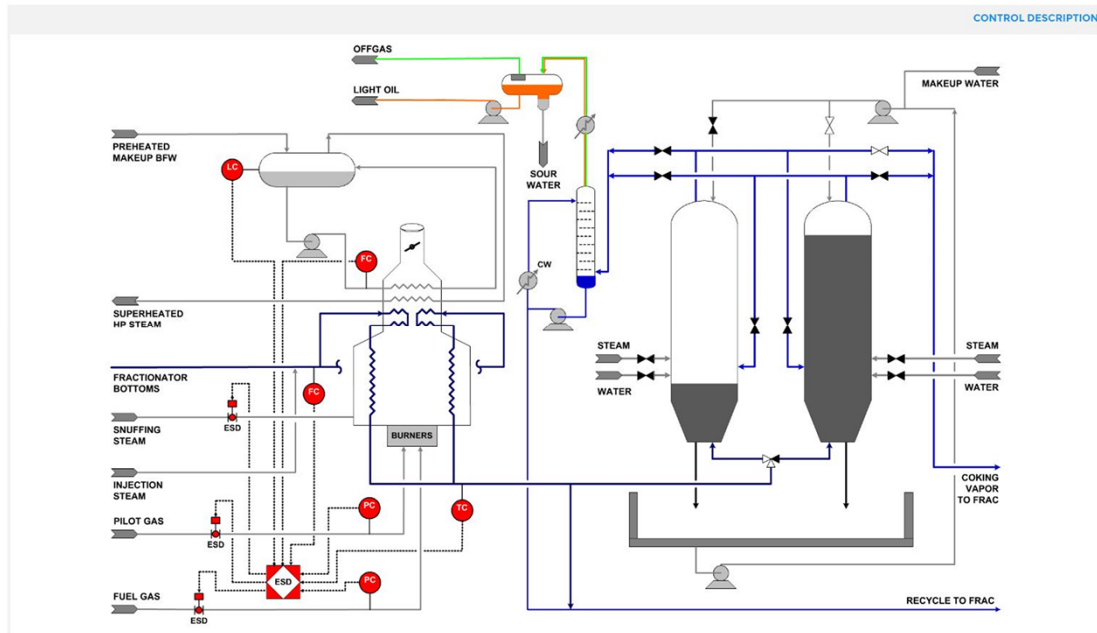 CONTROL DESCRIPTION
OFFGAS
LIGHT OIL
MAKEUP WATER
PREHEATED
MAKEUP BFW
LC
SOUR
WATER
FC
CW
SUPERHEATED
HP STEAM
STEAM
WATER
STEAM
WATER
FRACTIONATOR
BOTTOMS
FC
SNUFFING
STEAM
ESD
BURNERS
INJECTION
STEAM
COKING
VAPOR
TO FRAC
PILOT GAS
ESD
PC
TC
ESD
FUEL GAS
ESD
PC
RECYCLE TO FRAC